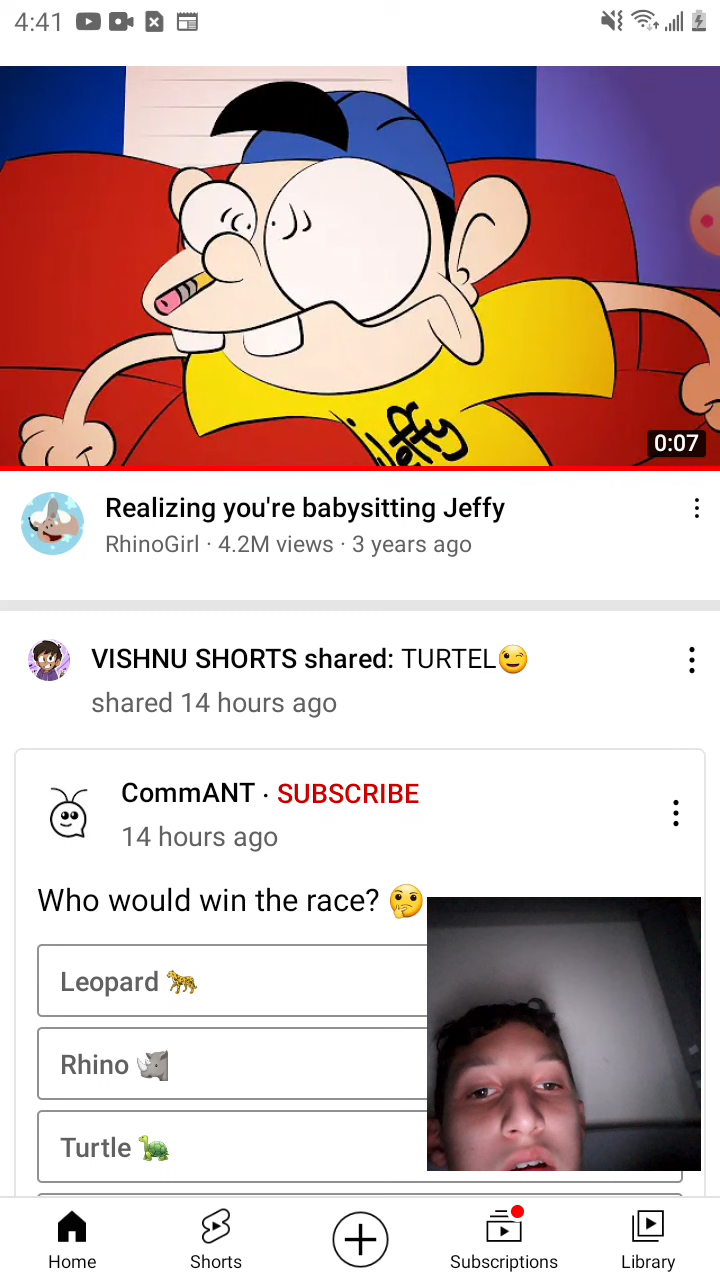 4:41
Jeffy
0:07
Realizing you're babysitting Jeffy
RhinoGirl · 4.2M views · 3 years ago
VISHNU SHORTS shared: TURTEL😉
shared 14 hours ago
CommANT · SUBSCRIBE
14 hours ago
Who would win the race? 🤔
Leopard 🐆
Rhino 🦏
Turtle 🐢
Home Shorts Subscriptions Library